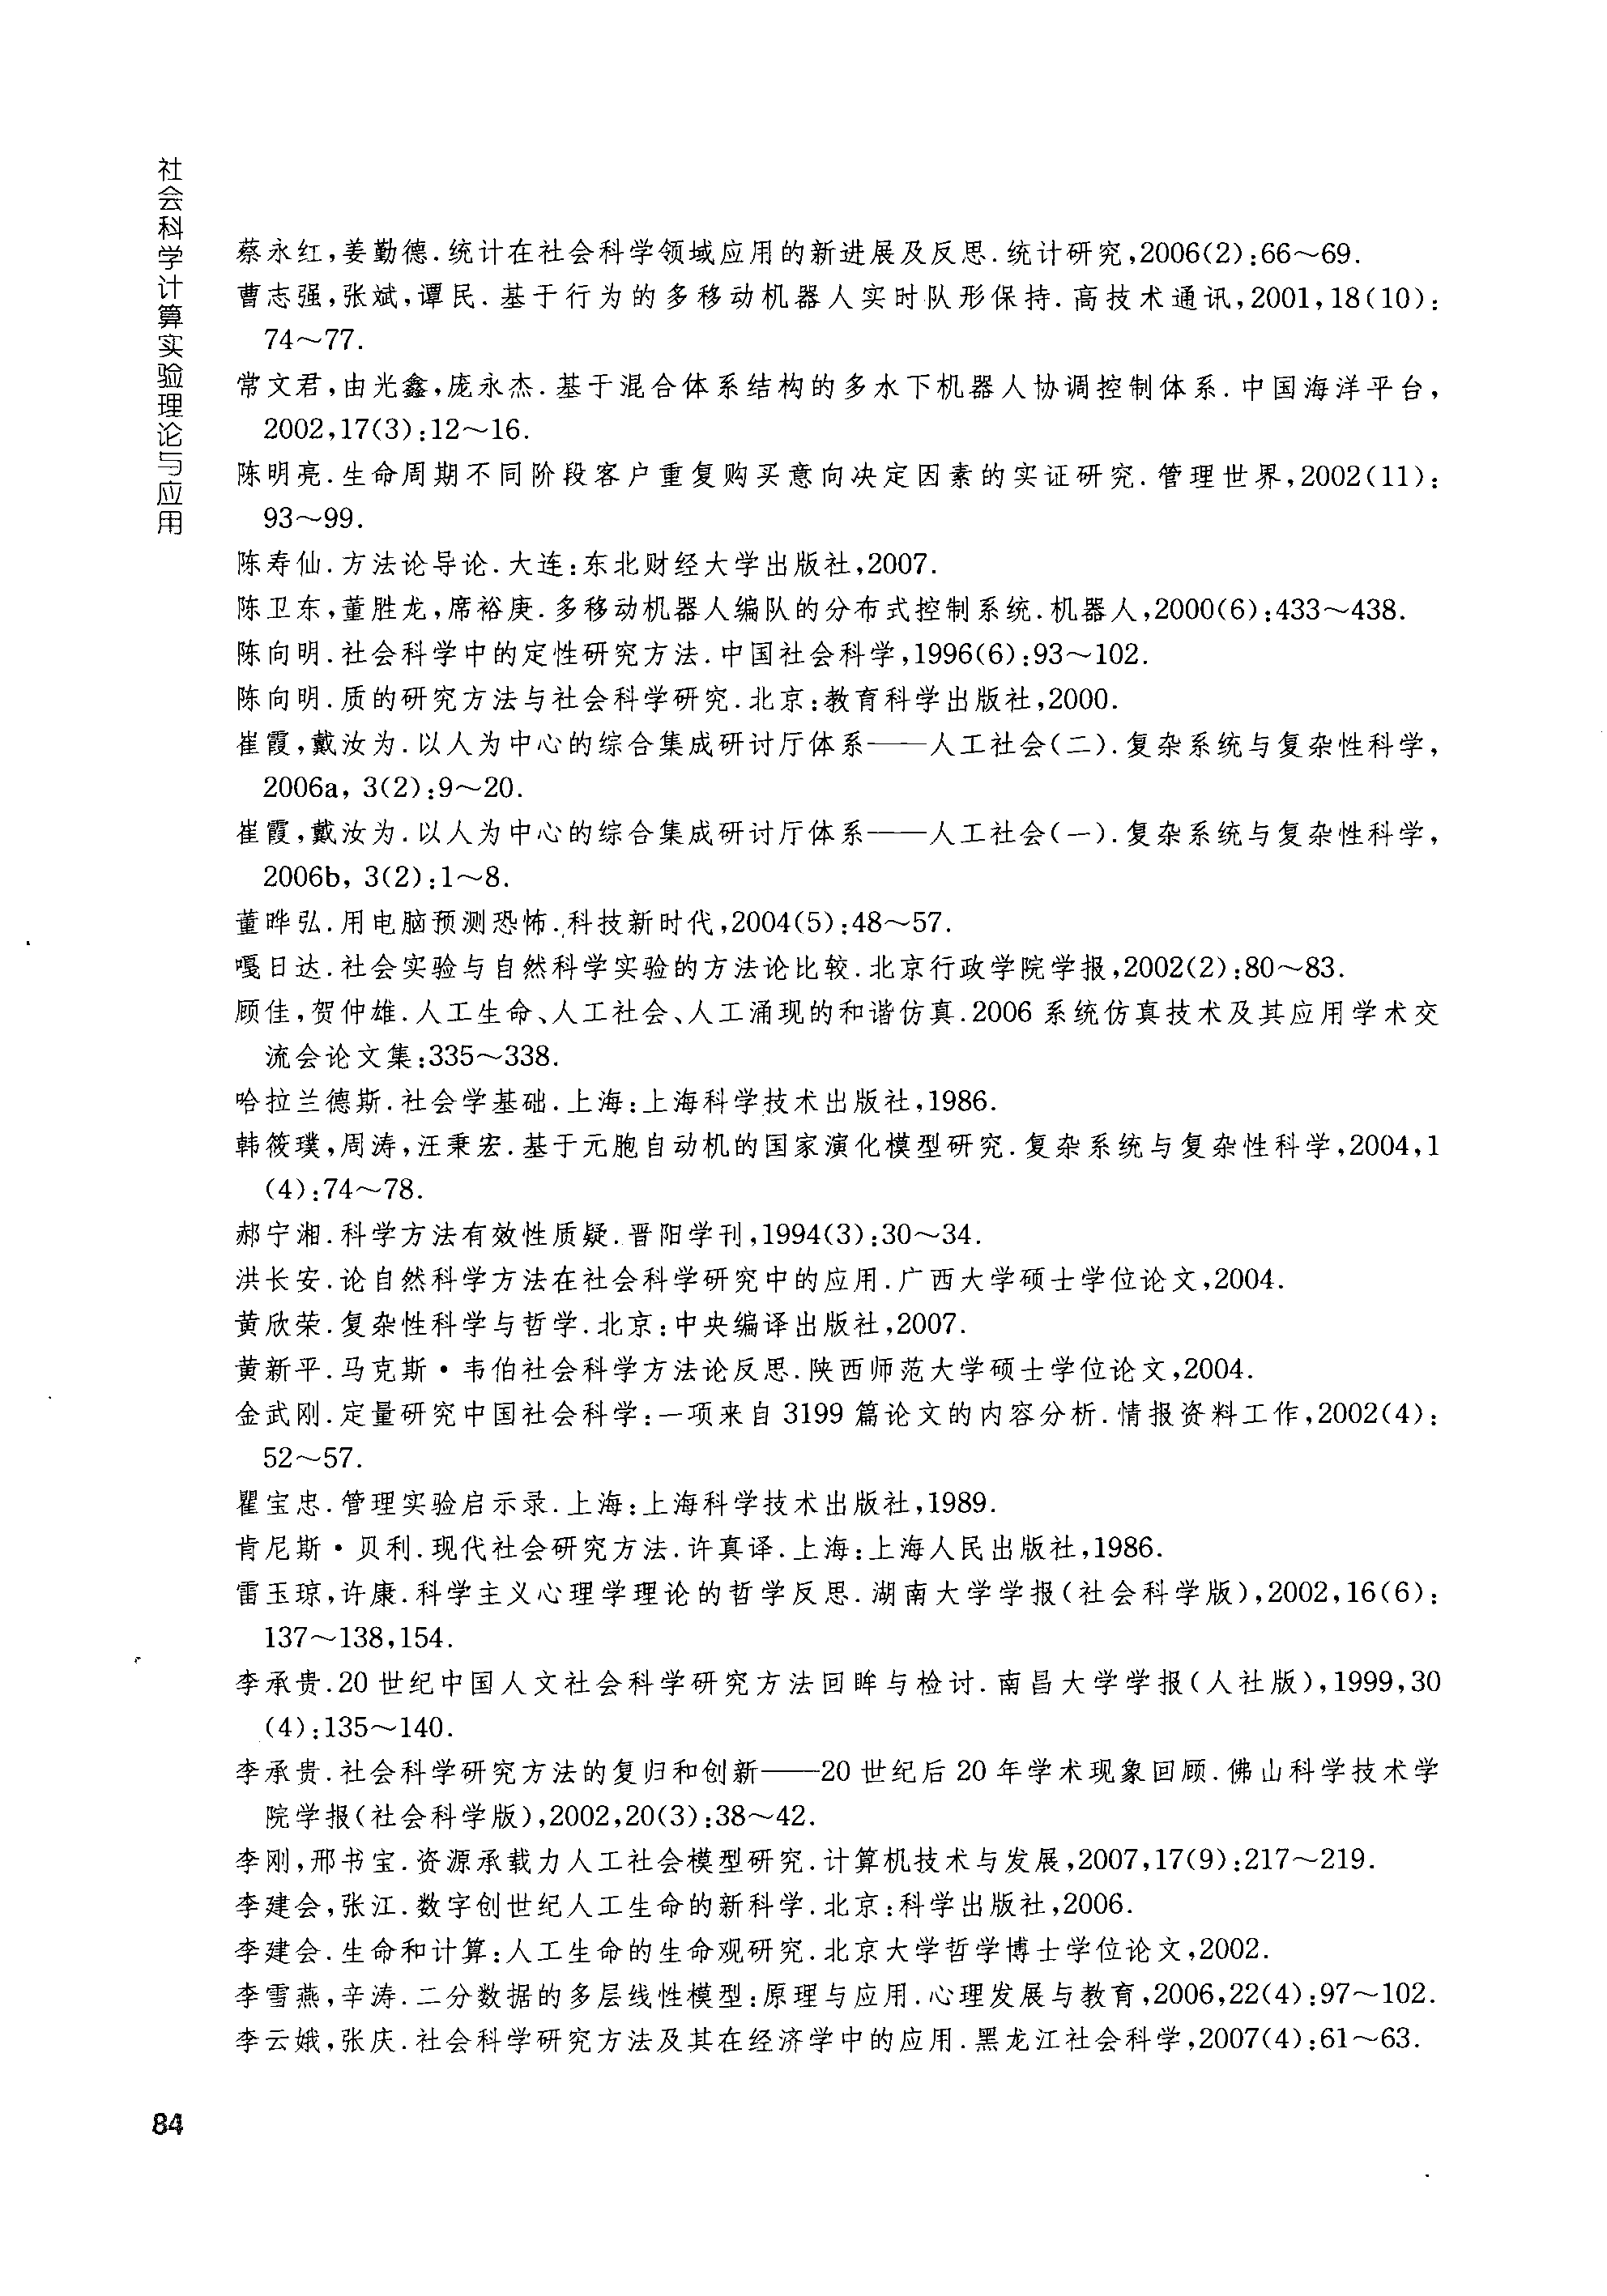 社会科学计算实验理论与应用
蔡永红,姜勤德.统计在社会科学领域应用的新进展及反思.统计研究,2006(2):66～69.
曹志强,张斌,谭民.基于行为的多移动机器人实时队形保持.高技术通讯,2001,18(10):
74～77.
常文君,由光鑫,庞永杰.基于混合体系结构的多水下机器人协调控制体系.中国海洋平台,
2002,17(3):12～16.
陈明亮.生命周期不同阶段客户重复购买意向决定因素的实证研究.管理世界,2002(11):
93～99.
陈寿仙.方法论导论.大连:东北财经大学出版社,2007.
陈卫东,董胜龙,席裕庚.多移动机器人编队的分布式控制系统.机器人,2000(6):433～438.
陈向明.社会科学中的定性研究方法.中国社会科学,1996(6):93～102.
陈向明.质的研究方法与社会科学研究.北京:教育科学出版社,2000.
崔霞,戴汝为.以人为中心的综合集成研讨厅体系——人工社会(二).复杂系统与复杂性科学,
2006a, 3(2):9～20.
崔霞,戴汝为.以人为中心的综合集成研讨厅体系——人工社会(一).复杂系统与复杂性科学,
2006b, 3(2):1～8.
董晔弘.用电脑预测恐怖.科技新时代,2004(5):48～57.
嘎日达.社会实验与自然科学实验的方法论比较.北京行政学院学报,2002(2):80～83.
顾佳,贺仲雄.人工生命、人工社会、人工涌现的和谐仿真.2006 系统仿真技术及其应用学术交
流会论文集:335～338.
哈拉兰德斯.社会学基础.上海:上海科学技术出版社,1986.
韩筱璞,周涛,汪秉宏.基于元胞自动机的国家演化模型研究.复杂系统与复杂性科学,2004,1
(4):74～78.
郝宁湘.科学方法有效性质疑.晋阳学刊,1994(3):30～34.
洪长安.论自然科学方法在社会科学研究中的应用.广西大学硕士学位论文,2004.
黄欣荣.复杂性科学与哲学.北京:中央编译出版社,2007.
黄新平.马克斯·韦伯社会科学方法论反思.陕西师范大学硕士学位论文,2004.
金武刚.定量研究中国社会科学:一项来自 3199 篇论文的内容分析.情报资料工作,2002(4):
52～57.
瞿宝忠.管理实验启示录.上海:上海科学技术出版社,1989.
肯尼斯·贝利.现代社会研究方法.许真译.上海:上海人民出版社,1986.
雷玉琼,许康.科学主义心理学理论的哲学反思.湖南大学学报(社会科学版),2002,16(6):
137～138,154.
李承贵.20 世纪中国人文社会科学研究方法回眸与检讨.南昌大学学报(人社版),1999,30
(4):135～140.
李承贵.社会科学研究方法的复归和创新——20 世纪后 20 年学术现象回顾.佛山科学技术学
院学报(社会科学版),2002,20(3):38～42.
李刚,邢书宝.资源承载力人工社会模型研究.计算机技术与发展,2007,17(9):217～219.
李建会,张江.数字创世纪人工生命的新科学.北京:科学出版社,2006.
李建会.生命和计算:人工生命的生命观研究.北京大学哲学博士学位论文,2002.
李雪燕,辛涛.二分数据的多层线性模型:原理与应用.心理发展与教育,2006,22(4):97～102.
李云娥,张庆.社会科学研究方法及其在经济学中的应用.黑龙江社会科学,2007(4):61～63.
84